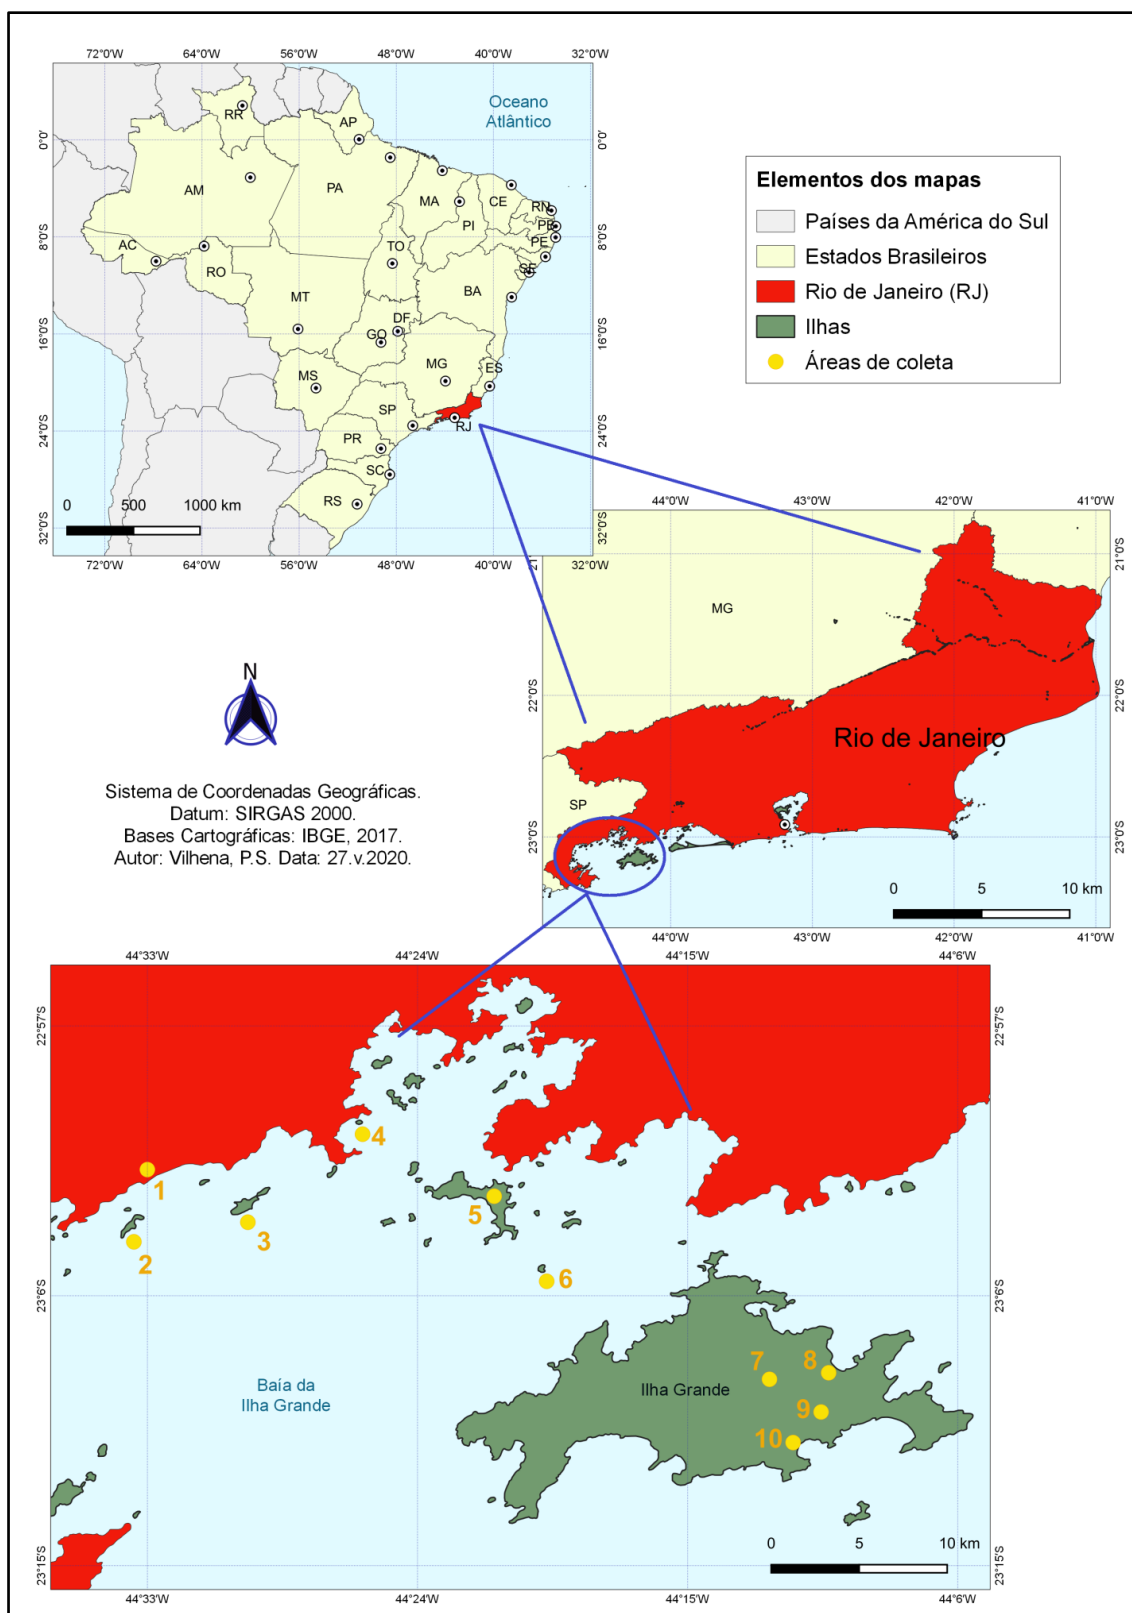 72°0'W 64°0'W 56°0'W 48°0'W 40°0'W 32°0'W
Oceano
Atlântico
0°0' 8°0'S 16°0'S 24°0'S 32°0'S
0°0' 8°0'S 16°0'S 24°0'S 32°0'S
RR
AP
AM
PA
MA
CE
RN
PI
PB
PE
AC
TO
SE
RO
BA
MT
DF
GO
MG
ES
MS
SP
RJ
PR
SC
RS
0 500 1000 km
72°0'W 64°0'W 56°0'W 48°0'W 40°0'W 32°0'W
Elementos dos mapas
Países da América do Sul
Estados Brasileiros
Rio de Janeiro (RJ)
Ilhas
Áreas de coleta
44°0'W 43°0'W 42°0'W 41°0'W
21
22°0'S
23°0'S
21°0'S
22°0'S
23°0'S
MG
Rio de Janeiro
SP
0 5 10 km
44°0'W 43°0'W 42°0'W 41°0'W
N
Sistema de Coordenadas Geográficas.
Datum: SIRGAS 2000.
Bases Cartográficas: IBGE, 2017.
Autor: Vilhena, P.S. Data: 27.v.2020.
44°33'W 44°24'W 44°15'W 44°6'W
22°57'S
23°6'S
23°15'S
22°57'S
23°6'S
23°15'S
4
1
5
3
2
6
7
8
9
10
Baía da
Ilha Grande
Ilha Grande
0 5 10 km
44°33'W 44°24'W 44°15'W 44°6'W